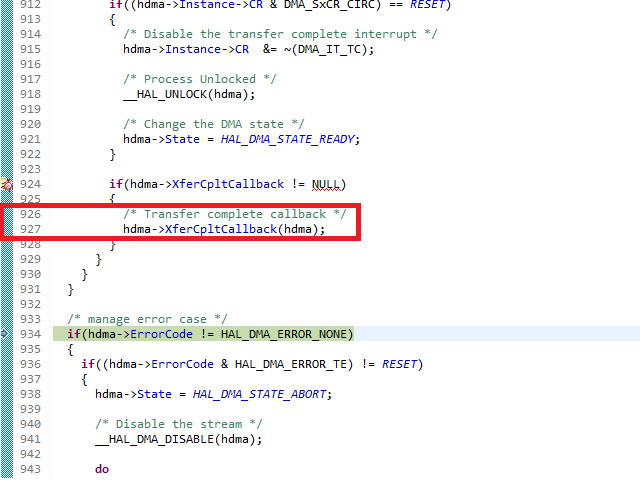 912 if((hdma->Instance->CR & DMA_SxCR_CIRC) == RESET)
913 {
914 /* Disable the transfer complete interrupt */
915 hdma->Instance->CR  &= ~(DMA_IT_TC);
916
917 /* Process Unlocked */
918 __HAL_UNLOCK(hdma);
919
920 /* Change the DMA state */
921 hdma->State = HAL_DMA_STATE_READY;
922 }
923
924 if(hdma->XferCpltCallback != NULL)
925 {
926 /* Transfer complete callback */
927 hdma->XferCpltCallback(hdma);
928 }
929 }
930 }
931 }
932
933 /* manage error case */
934 if(hdma->ErrorCode != HAL_DMA_ERROR_NONE)
935 {
936 if((hdma->ErrorCode & HAL_DMA_ERROR_TE) != RESET)
937 {
938 hdma->State = HAL_DMA_STATE_ABORT;
939
940 /* Disable the stream */
941 __HAL_DMA_DISABLE(hdma);
942
943 do